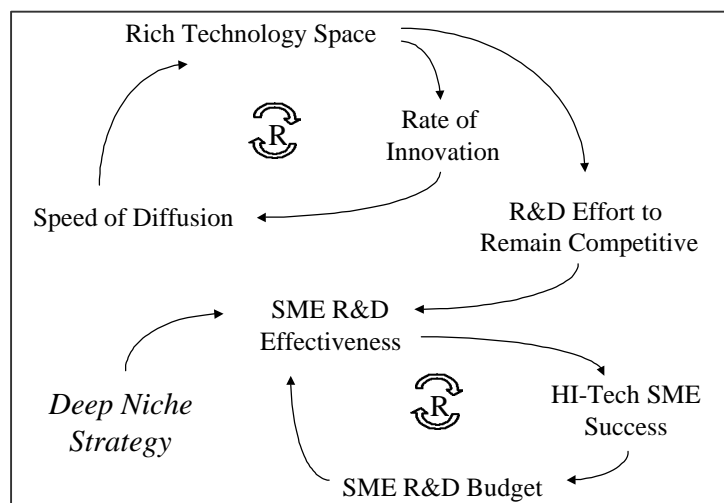 Rich Technology Space
R
Rate of
Innovation
Speed of Diffusion
R&D Effort to
Remain Competitive
SME R&D
Effectiveness
Deep Niche
Strategy
R
HI-Tech SME
Success
SME R&D Budget